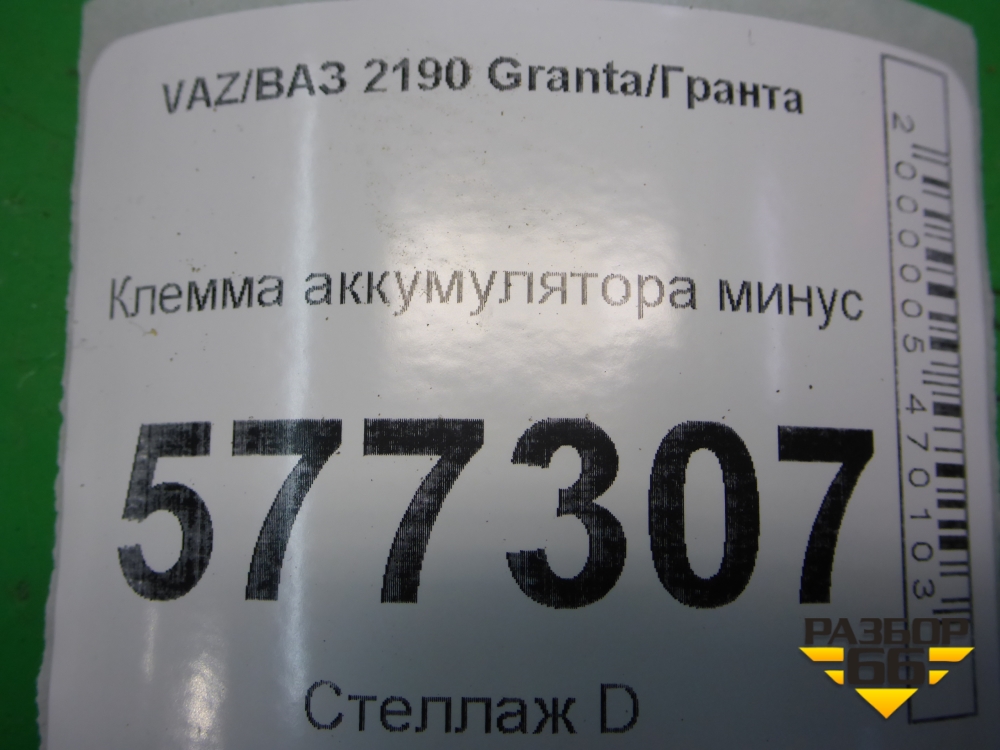 VAZ/ВАЗ 2190 Granta/Гранта
Клемма аккумулятора минус
577307
Стеллаж D
2000005470103
РАЗБОР
66